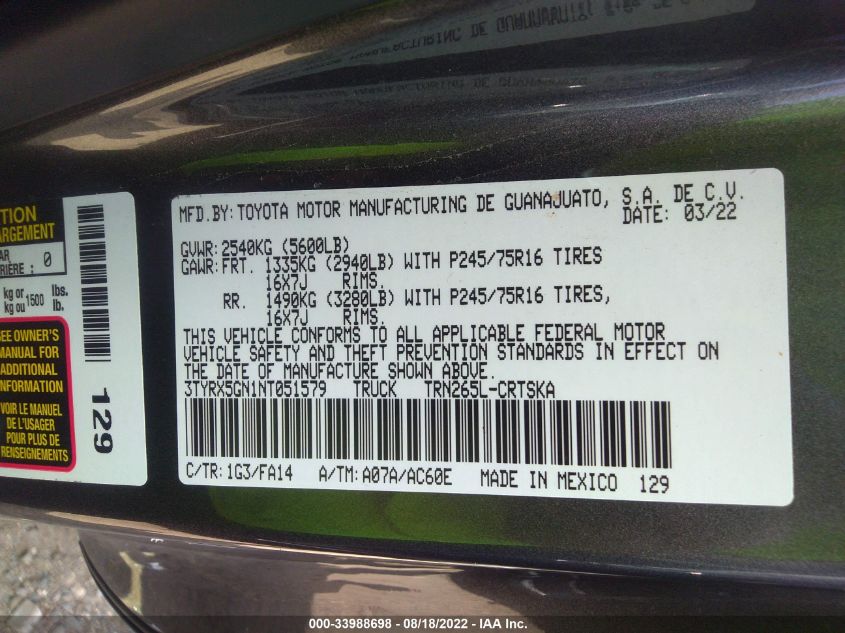 MFD.BY: TOYOTA MOTOR MANUFACTURING DE GUANAJUATO, S.A. DE C.V.
DATE: 03/22
GVWR: 2540KG (5600LB)
GAWR: FRT. 1335KG (2940LB) WITH P245/75R16 TIRES
16X7J RIMS.
RR. 1490KG (3280LB) WITH P245/75R16 TIRES,
16X7J RIMS.
THIS VEHICLE CONFORMS TO ALL APPLICABLE FEDERAL MOTOR
VEHICLE SAFETY AND THEFT PREVENTION STANDARDS IN EFFECT ON
THE DATE OF MANUFACTURE SHOWN ABOVE.
3TYRX5GN1NT051579 TRUCK TRN265L-CRTSKA
C/TR: 1G3/FA14 A/TM: A07A/AC60E MADE IN MEXICO 129
0
kg or lbs.
kg ou 1500 lb.
SEE OWNER'S
MANUAL FOR
ADDITIONAL
INFORMATION
VOIR LE MANUEL
DE L'USAGER
POUR PLUS DE
RENSEIGNEMENTS
129
000-33988698 - 08/18/2022 - IAA Inc.